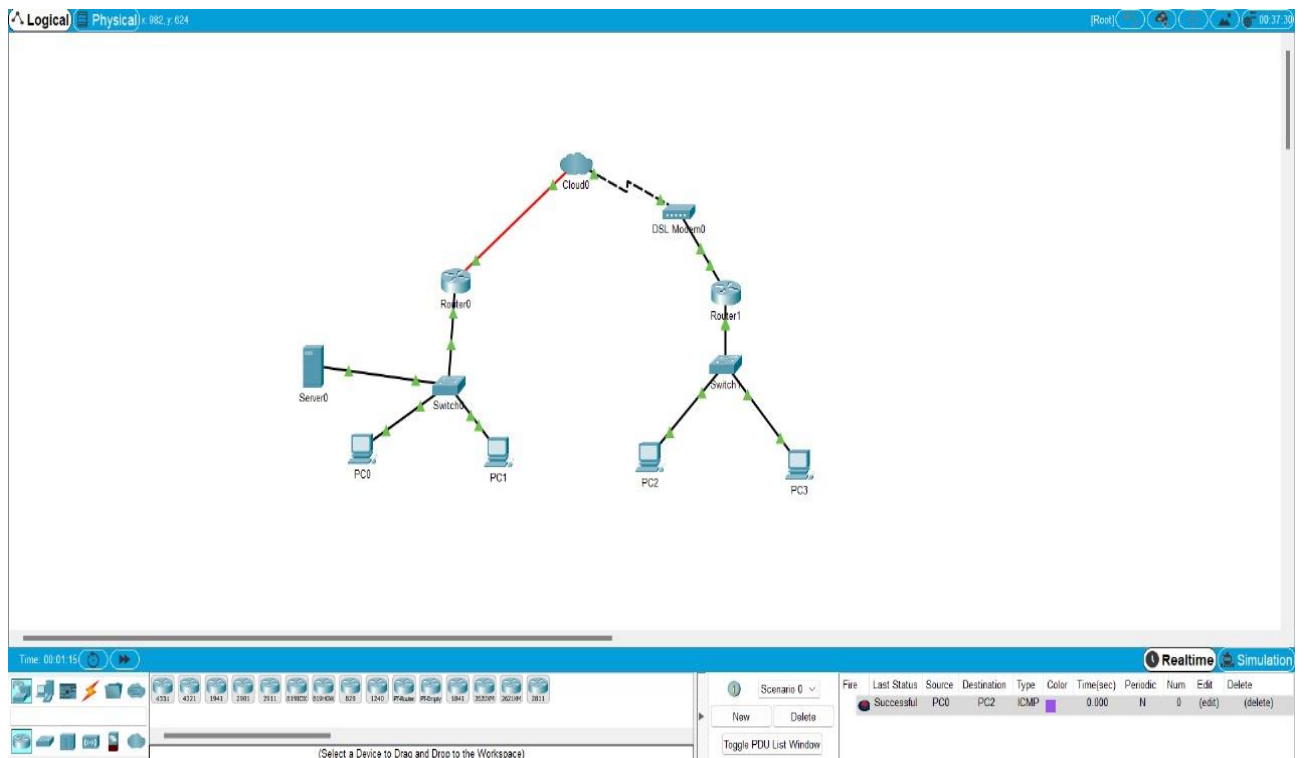 Logical Physical x: 982, y: 624 [Root] 00:37:30
Cloud0
DSL Modem0
Router0
Router1
Server0
Switch0
Switch1
PC0
PC1
PC2
PC3
Time: 00:01:15 Realtime Simulation
4331 4321 1941 2901 2911 819IOX 819HGW 829 1240 PT-Router PT-Empty 1841 2620XM 2621XM 2811
(Select a Device to Drag and Drop to the Workspace)
Scenario 0
New Delete
Toggle PDU List Window
Fire Last Status Source Destination Type Color Time(sec) Periodic Num Edit Delete
Successful PC0 PC2 ICMP 0.000 N 0 (edit) (delete)